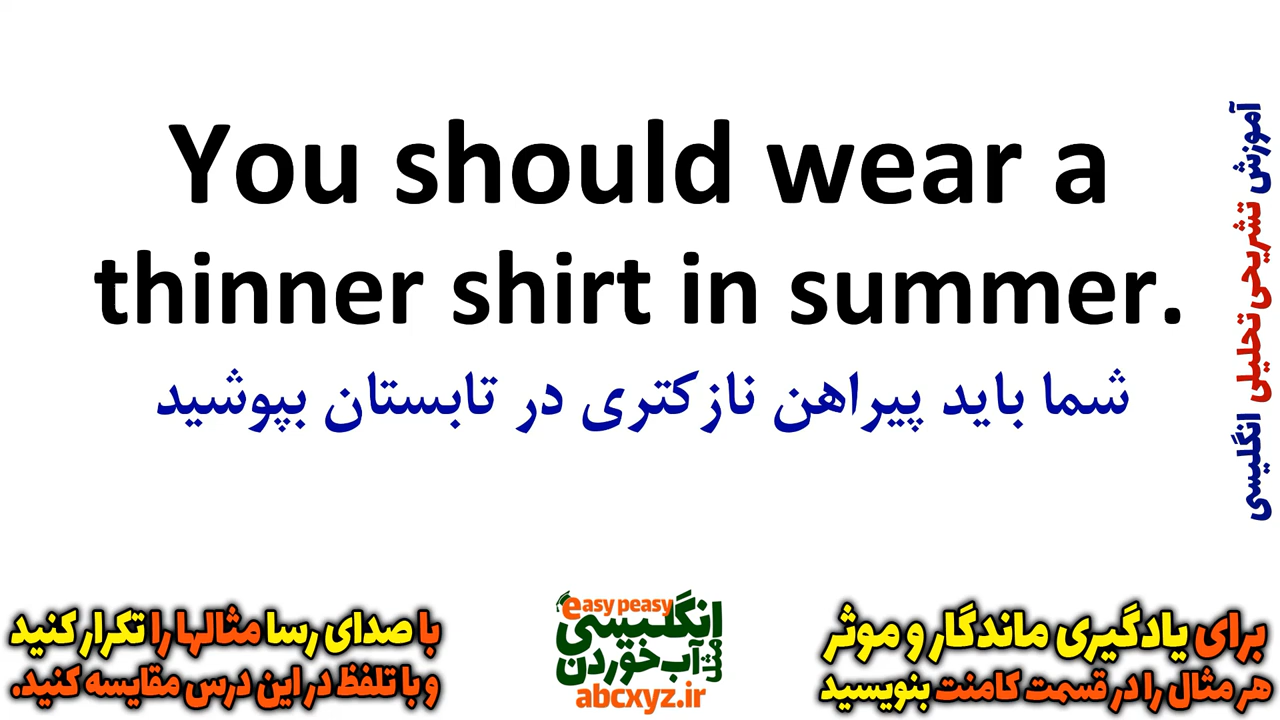 You should wear a
thinner shirt in summer.
شما باید پیراهن نازکتری در تابستان بپوشید
آموزش تشریحی تحلیلی انگلیسی
با صدای رسا مثالها را تکرار کنید
و با تلفظ در این درس مقایسه کنید.
easy peasy
انگلیسی
مثل آب خوردن
abcxyz.ir
برای یادگیری ماندگار و موثر
هر مثال را در قسمت کامنت بنویسید